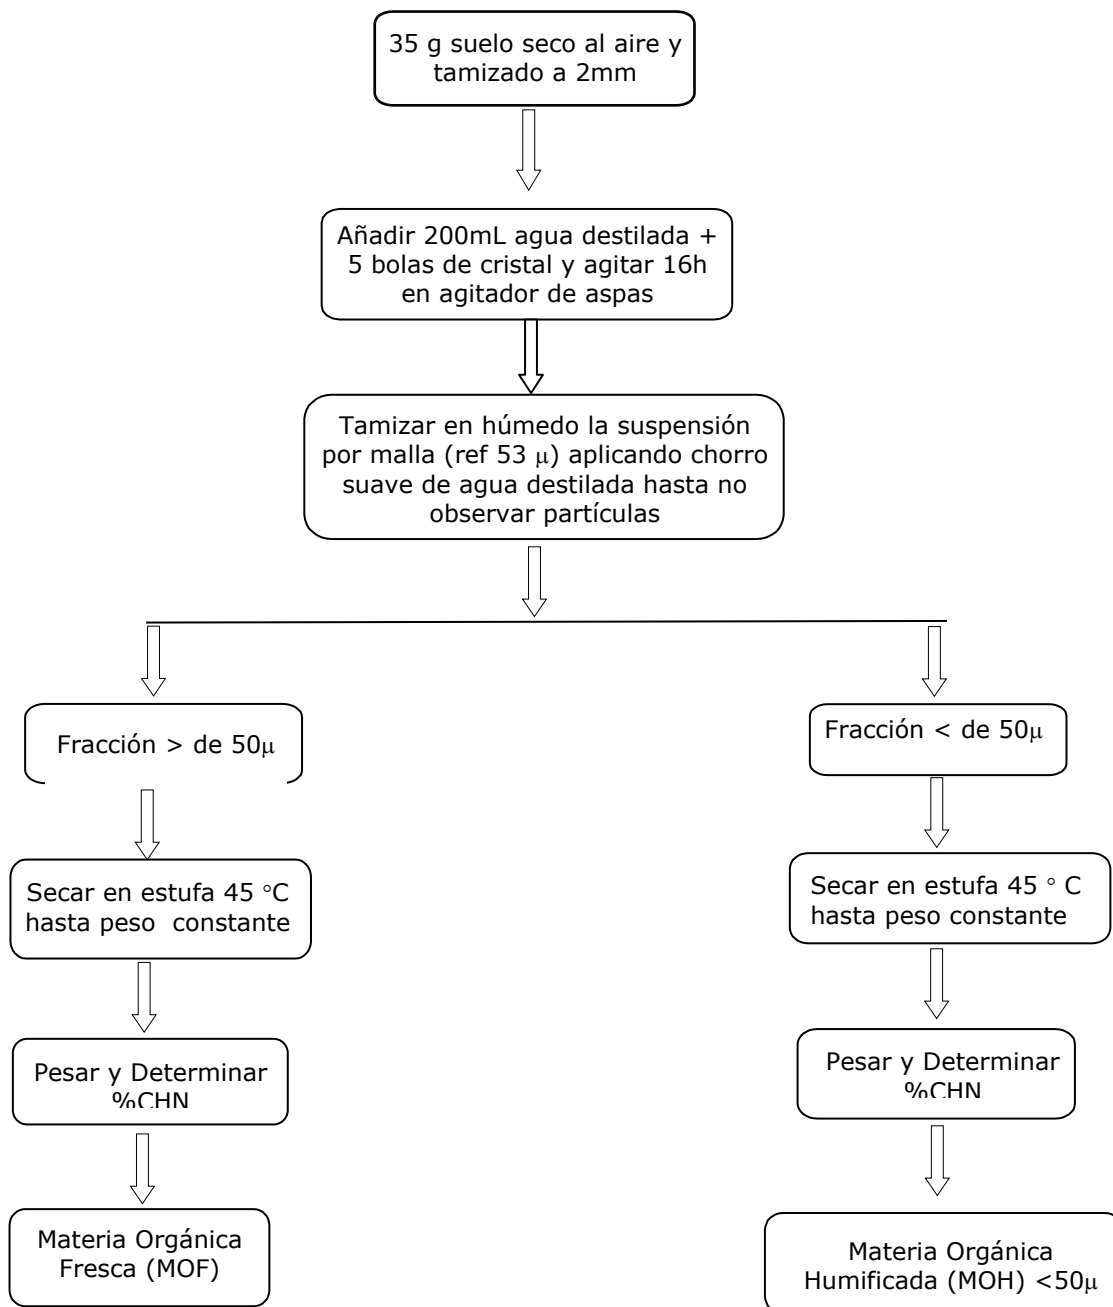 35 g suelo seco al aire y
tamizado a 2mm
Añadir 200mL agua destilada +
5 bolas de cristal y agitar 16h
en agitador de aspas
Tamizar en húmedo la suspensión
por malla (ref 53 μ) aplicando chorro
suave de agua destilada hasta no
observar partículas
Fracción > de 50μ
Fracción < de 50μ
Secar en estufa 45 °C
hasta peso constante
Secar en estufa 45 ° C
hasta peso constante
Pesar y Determinar
%CHN
Pesar y Determinar
%CHN
Materia Orgánica
Fresca (MOF)
Materia Orgánica
Humificada (MOH) <50μ